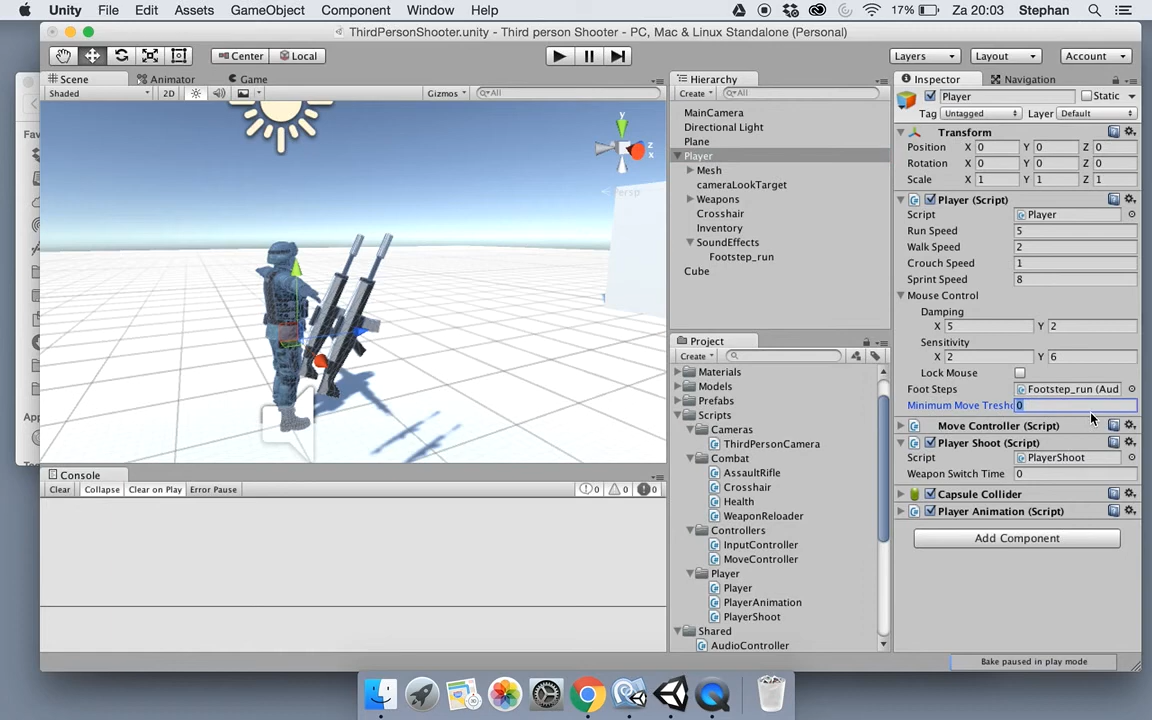 Unity File Edit Assets GameObject Component Window Help 17% Za 20:03 Stephan
ThirdPersonShooter.unity - Third person Shooter - PC, Mac & Linux Standalone (Personal)
Center Local Layers Layout Account
Scene Animator Game
Shaded 2D Gizmos All
y
z
x
Persp
Fav
App
Console
Clear Collapse Clear on Play Error Pause 0 0 0
Hierarchy
Create All
MainCamera
Directional Light
Plane
Player
Mesh
cameraLookTarget
Weapons
Crosshair
Inventory
SoundEffects
Footstep_run
Cube
Project
Create
Materials
Models
Prefabs
Scripts
Cameras
ThirdPersonCamera
Combat
AssaultRifle
Crosshair
Health
WeaponReloader
Controllers
InputController
MoveController
Player
Player
PlayerAnimation
PlayerShoot
Shared
AudioController
Inspector Navigation
Player Static
Tag Untagged Layer Default
Transform
Position X 0 Y 0 Z 0
Rotation X 0 Y 0 Z 0
Scale X 1 Y 1 Z 1
Player (Script)
Script Player
Run Speed 5
Walk Speed 2
Crouch Speed 1
Sprint Speed 8
Mouse Control
Damping
X 5 Y 2
Sensitivity
X 2 Y 6
Lock Mouse
Foot Steps Footstep_run (Aud
Minimum Move Tresho 0
Move Controller (Script)
Player Shoot (Script)
Script PlayerShoot
Weapon Switch Time 0
Capsule Collider
Player Animation (Script)
Add Component
Bake paused in play mode